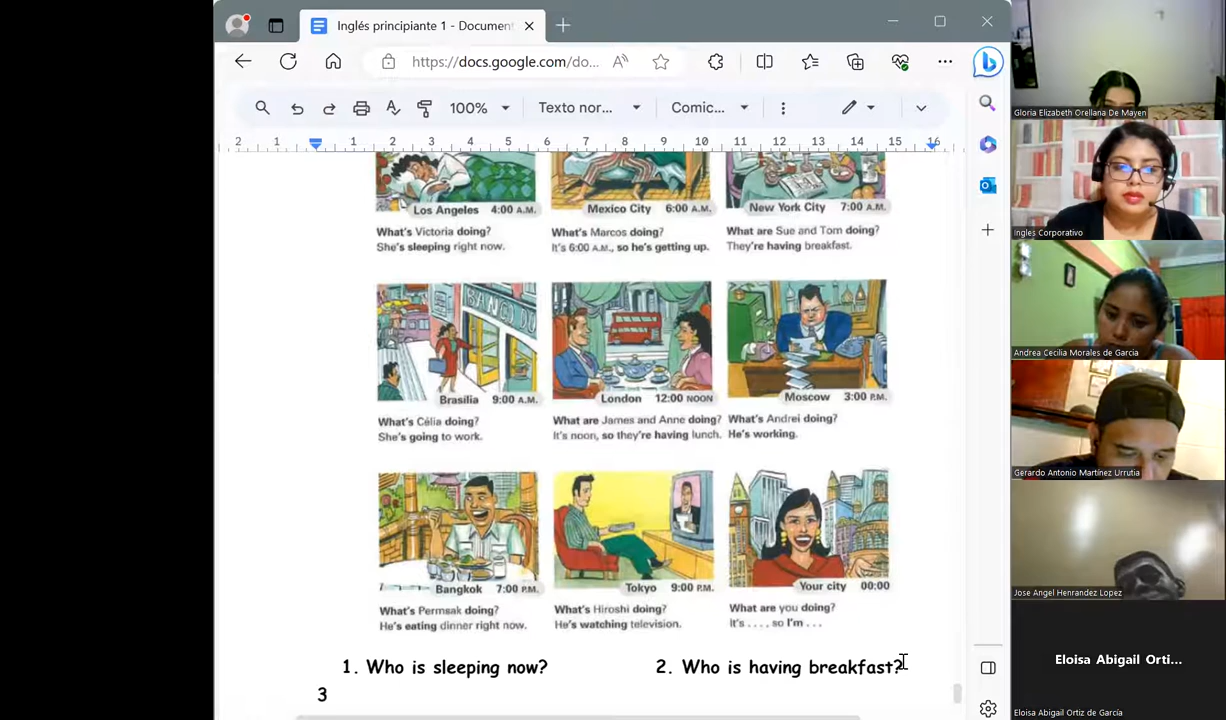 Inglés principiante 1 - Document
https://docs.google.com/do...
100%
Texto nor...
Comic...
2 1 1 2 3 4 5 6 7 8 9 10 11 12 13 14 15 16
Los Angeles 4:00 A.M.
What's Victoria doing?
She's sleeping right now.
Mexico City 6:00 A.M.
What's Marcos doing?
It's 6:00 A.M., so he's getting up.
New York City 7:00 A.M.
What are Sue and Tom doing?
They're having breakfast.
BANCO DO
Brasília 9:00 A.M.
What's Célia doing?
She's going to work.
London 12:00 NOON
What are James and Anne doing?
It's noon, so they're having lunch.
Moscow 3:00 P.M.
What's Andrei doing?
He's working.
Bangkok 7:00 P.M.
What's Permsak doing?
He's eating dinner right now.
Tokyo 9:00 P.M.
What's Hiroshi doing?
He's watching television.
Your city 00:00
What are you doing?
It's . . . . so I'm . . .
1. Who is sleeping now?
2. Who is having breakfast?
3
Gloria Elizabeth Orellana De Mayen
Ingles Corporativo
Andrea Cecilia Morales de Garcia
Gerardo Antonio Martínez Urrutia
Jose Angel Henrandez Lopez
Eloisa Abigail Orti...
Eloisa Abigail Ortiz de García